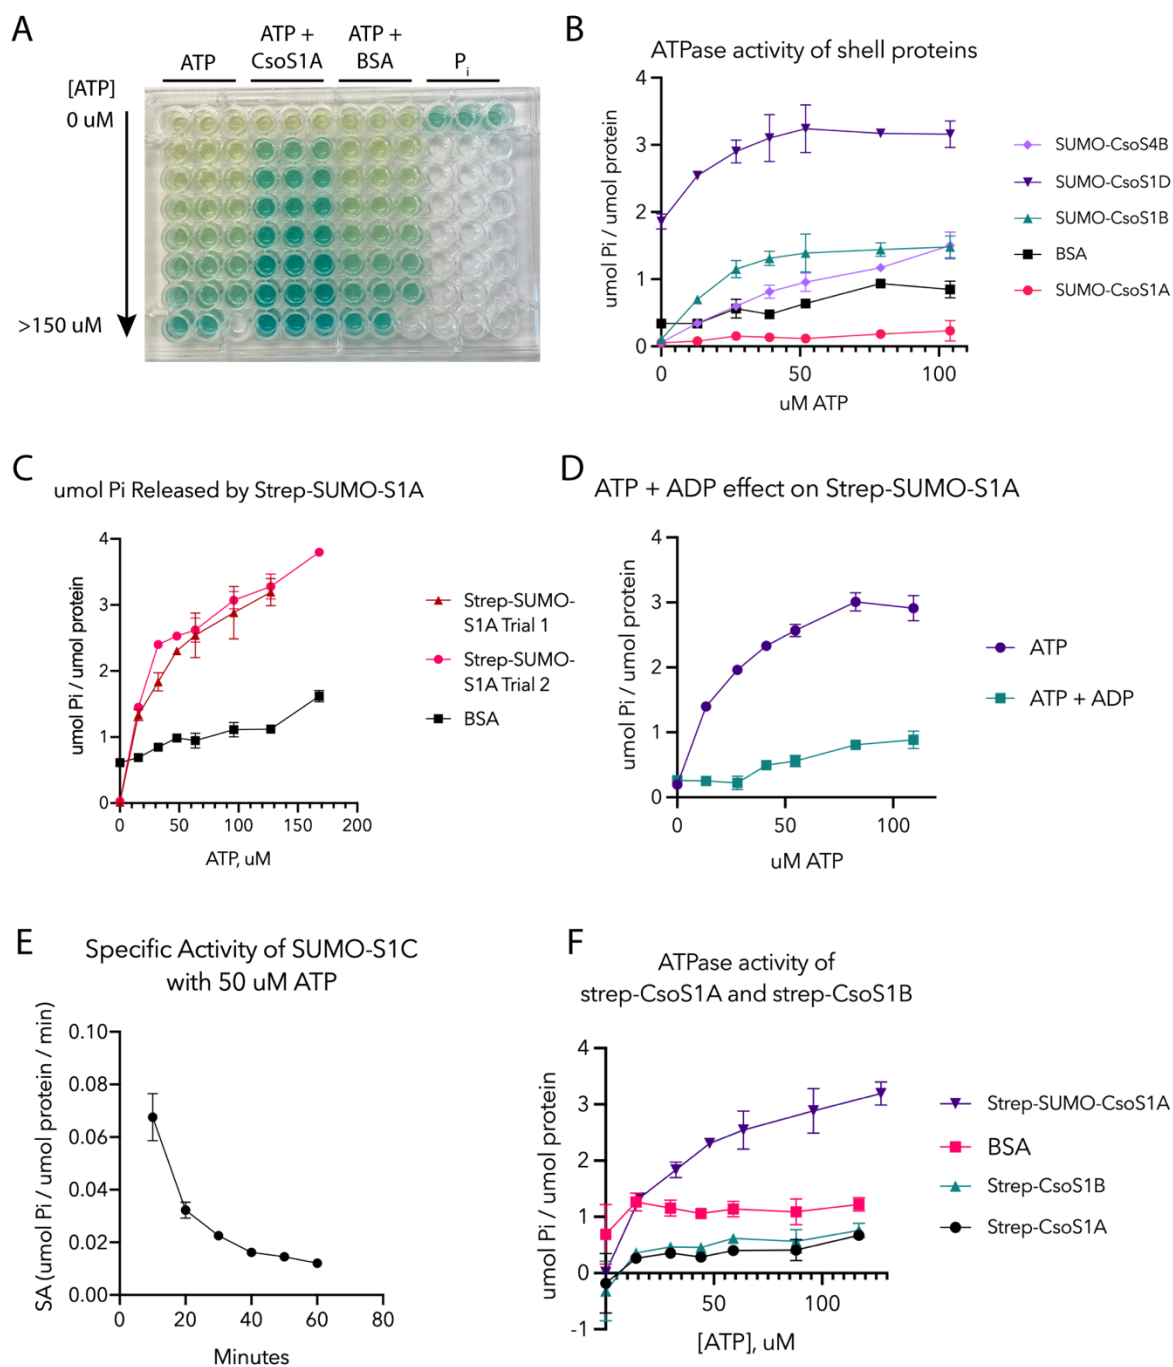 A
ATP
ATP +
CsoS1A
ATP +
BSA
Pi
[ATP]
0 uM
>150 uM
B
ATPase activity of shell proteins
umol Pi / umol protein
4
3
2
1
0
0
50
100
uM ATP
SUMO-CsoS4B
SUMO-CsoS1D
SUMO-CsoS1B
BSA
SUMO-CsoS1A
C
umol Pi Released by Strep-SUMO-S1A
umol Pi / umol protein
4
3
2
1
0
0
50
100
150
200
ATP, uM
Strep-SUMO-
S1A Trial 1
Strep-SUMO-
S1A Trial 2
BSA
D
ATP + ADP effect on Strep-SUMO-S1A
umol Pi / umol protein
4
3
2
1
0
0
50
100
uM ATP
ATP
ATP + ADP
E
Specific Activity of SUMO-S1C
with 50 uM ATP
SA (umol Pi / umol protein / min)
0.10
0.08
0.06
0.04
0.02
0.00
0
20
40
60
80
Minutes
F
ATPase activity of
strep-CsoS1A and strep-CsoS1B
umol Pi / umol protein
4
3
2
1
0
-1
50
100
[ATP], uM
Strep-SUMO-CsoS1A
BSA
Strep-CsoS1B
Strep-CsoS1A